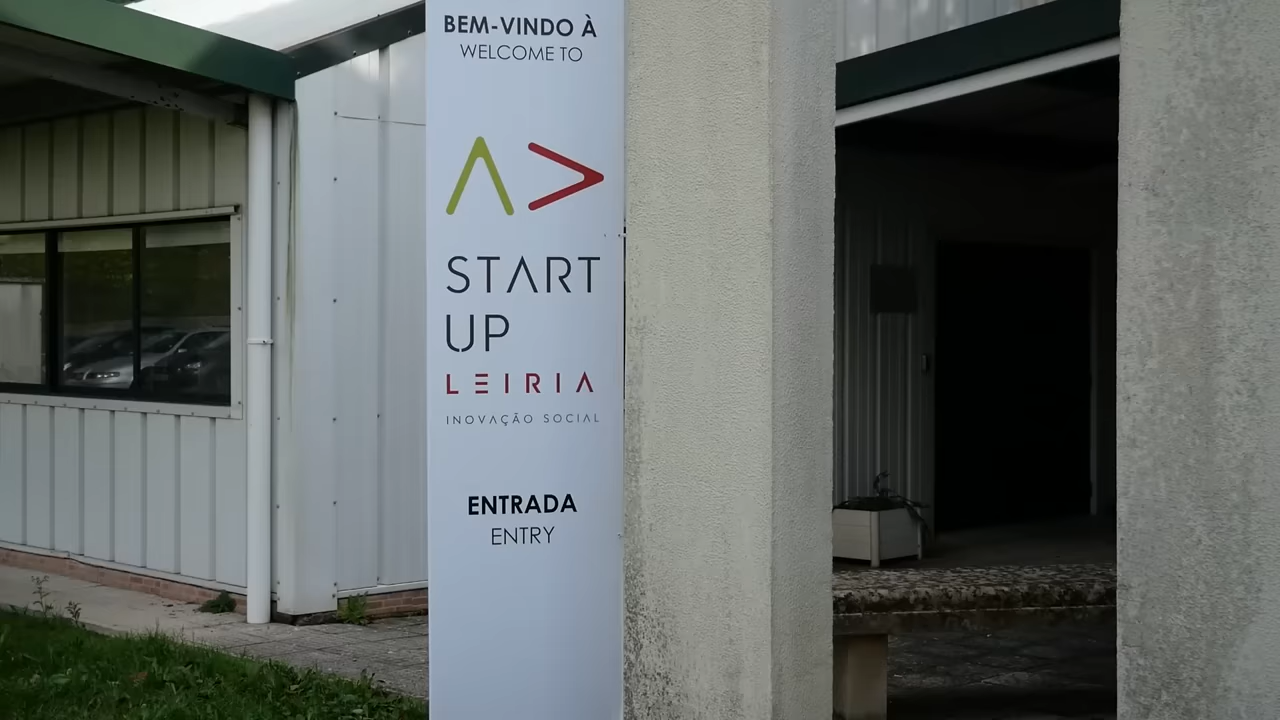 BEM-VINDO À
WELCOME TO
START
UP
LEIRIA
INOVAÇÃO SOCIAL
ENTRADA
ENTRY